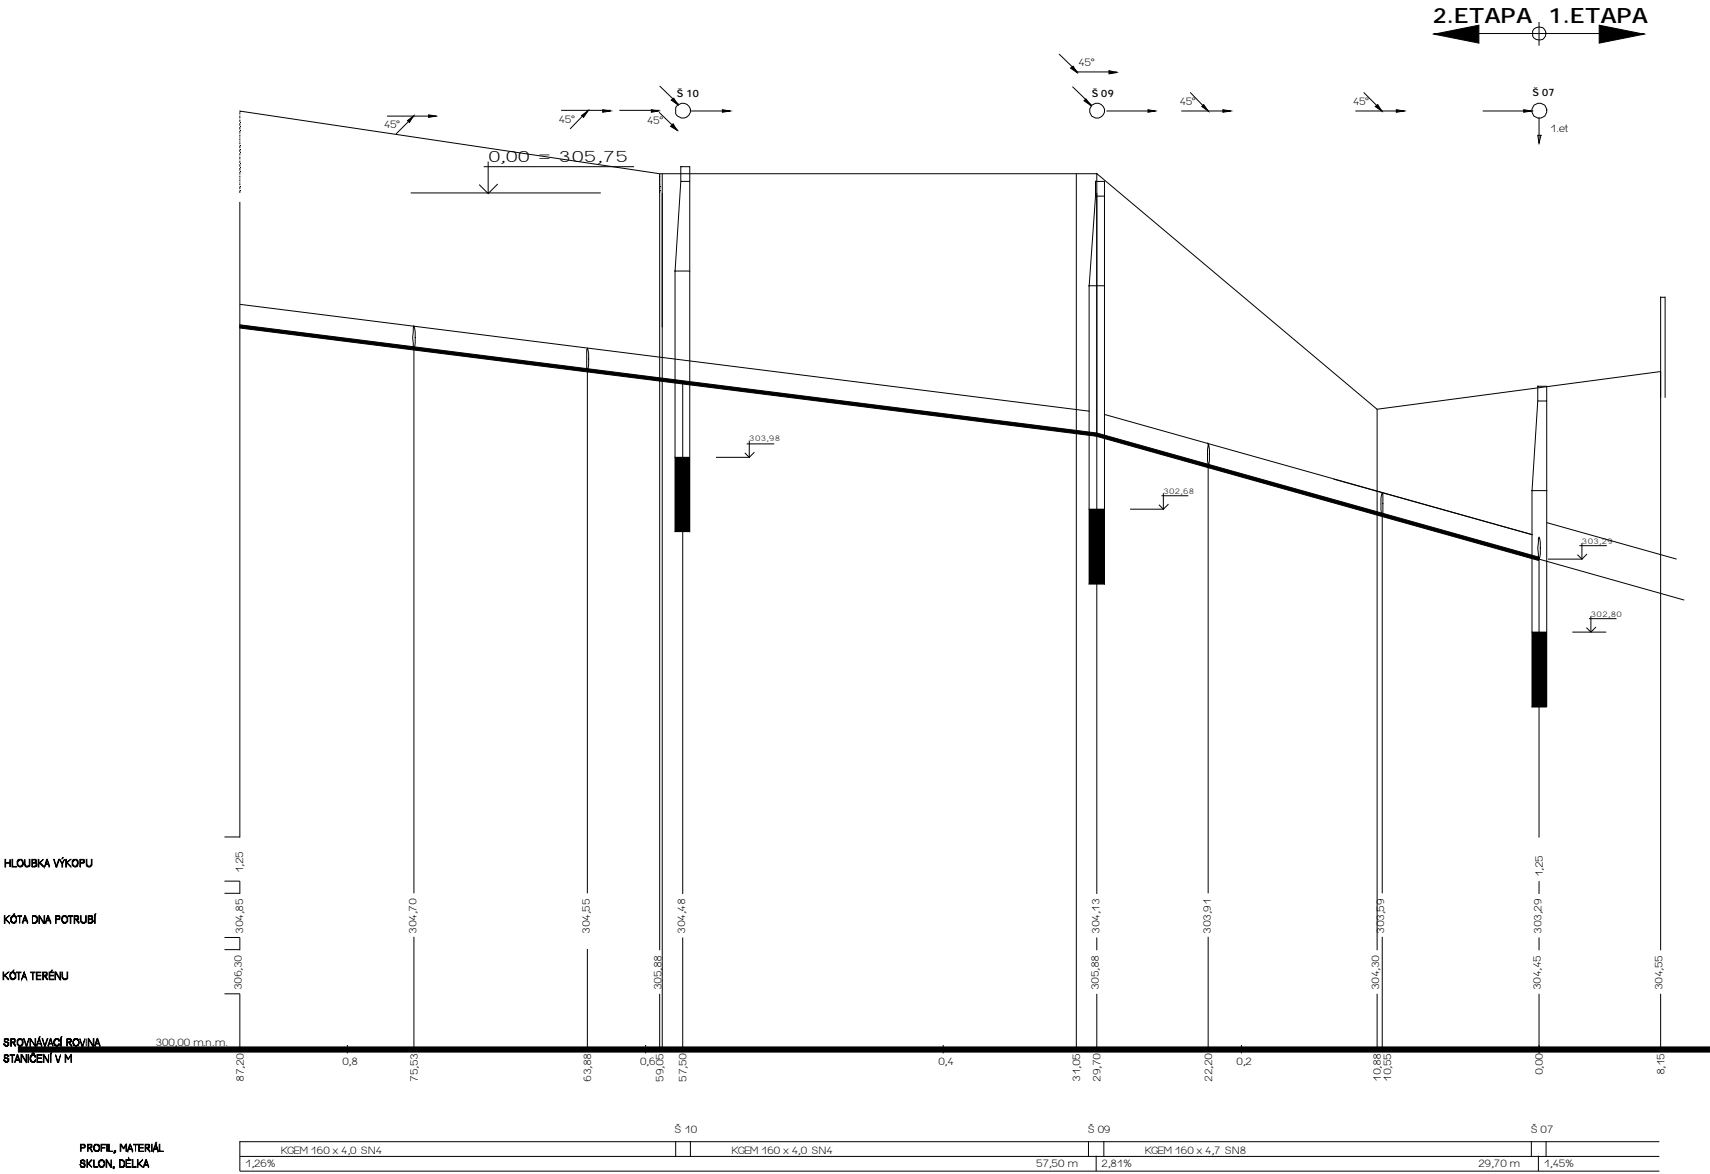 2.ETAPA 1.ETAPA
45°
Š 10 Š 09 Š 07
45° 45° 45° 45° 45°
1.et
0,00 = 305,75
303,98
302,68
303,29
302,80
HLOUBKA VÝKOPU 1,25 1,25
KÓTA DNA POTRUBÍ 304,85 304,70 304,55 304,48 304,13 303,91 303,59 303,29
KÓTA TERÉNU 306,30 305,88 305,88 304,30 304,45 304,55
SROVNÁVACÍ ROVINA 300,00 m.n.m.
STANIČENÍ V M 87,20 0,8 75,53 63,88 0,6 59,05 57,50 0,4 31,05 29,70 22,20 0,2 10,88 10,55 0,00 8,15
Š 10 Š 09 Š 07
PROFIL, MATERIÁL KGEM 160 x 4,0 SN4 KGEM 160 x 4,0 SN4 KGEM 160 x 4,7 SN8
SKLON, DÉLKA 1,26% 57,50 m 2,81% 29,70 m 1,45%